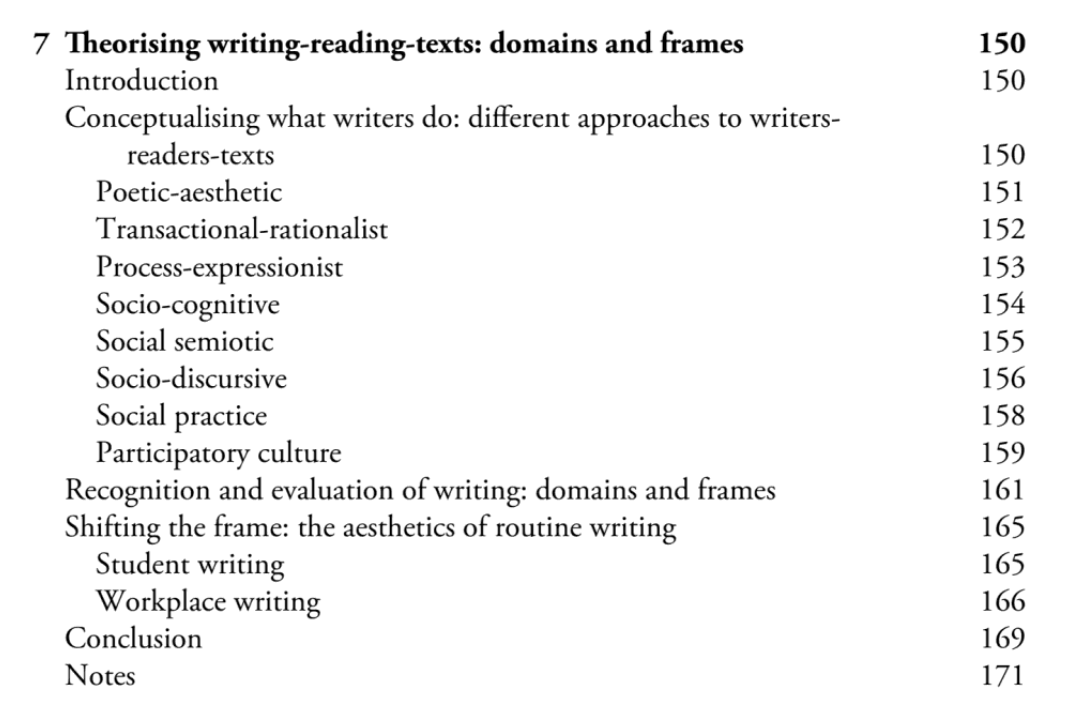 7 Theorising writing-reading-texts: domains and frames 150
Introduction 150
Conceptualising what writers do: different approaches to writers-
readers-texts 150
Poetic-aesthetic 151
Transactional-rationalist 152
Process-expressionist 153
Socio-cognitive 154
Social semiotic 155
Socio-discursive 156
Social practice 158
Participatory culture 159
Recognition and evaluation of writing: domains and frames 161
Shifting the frame: the aesthetics of routine writing 165
Student writing 165
Workplace writing 166
Conclusion 169
Notes 171